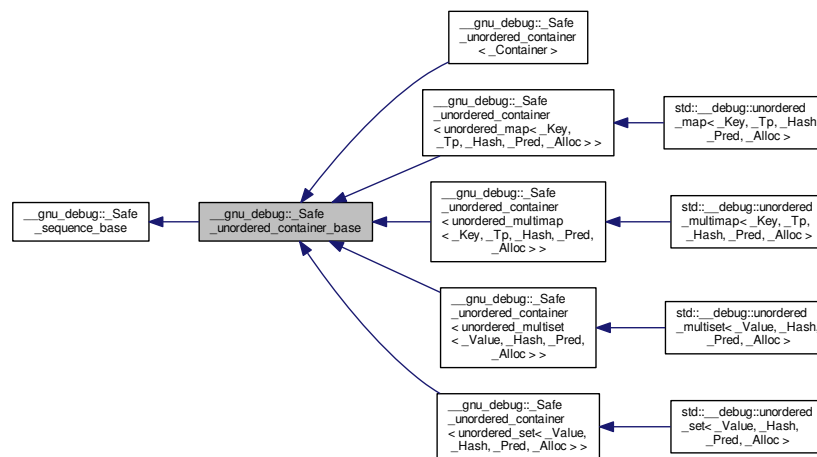 __gnu_debug::_Safe
_unordered_container
< _Container >
__gnu_debug::_Safe
_unordered_container
< unordered_map< _Key,
_Tp, _Hash, _Pred, _Alloc > >
std::__debug::unordered
_map< _Key, _Tp, _Hash,
_Pred, _Alloc >
__gnu_debug::_Safe
_sequence_base
__gnu_debug::_Safe
_unordered_container_base
__gnu_debug::_Safe
_unordered_container
< unordered_multimap
< _Key, _Tp, _Hash, _Pred,
_Alloc > >
std::__debug::unordered
_multimap< _Key, _Tp,
_Hash, _Pred, _Alloc >
__gnu_debug::_Safe
_unordered_container
< unordered_multiset
< _Value, _Hash, _Pred,
_Alloc > >
std::__debug::unordered
_multiset< _Value, _Hash,
_Pred, _Alloc >
__gnu_debug::_Safe
_unordered_container
< unordered_set< _Value,
_Hash, _Pred, _Alloc > >
std::__debug::unordered
_set< _Value, _Hash,
_Pred, _Alloc >